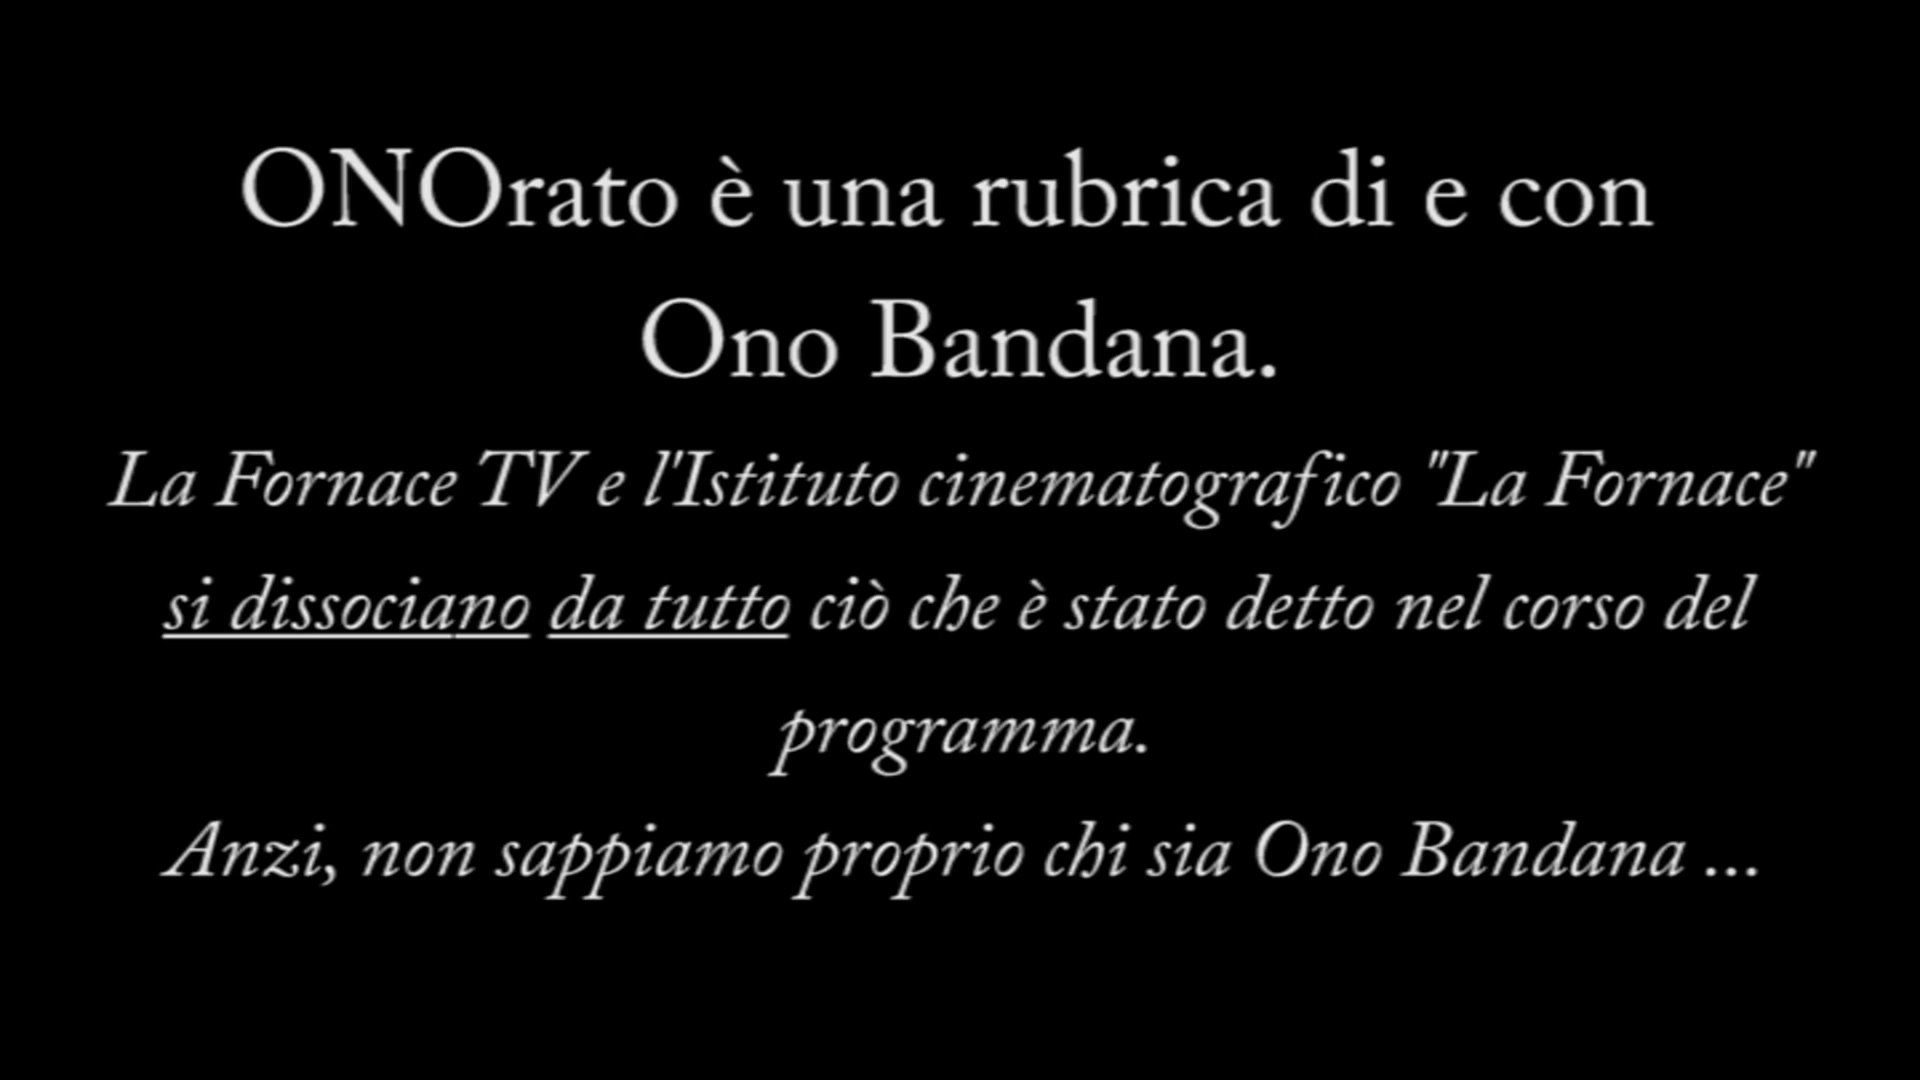 ONOrato è una rubrica di e con
Ono Bandana.
La Fornace TV e l'Istituto cinematografico "La Fornace"
si dissociano da tutto ciò che è stato detto nel corso del
programma.
Anzi, non sappiamo proprio chi sia Ono Bandana ...